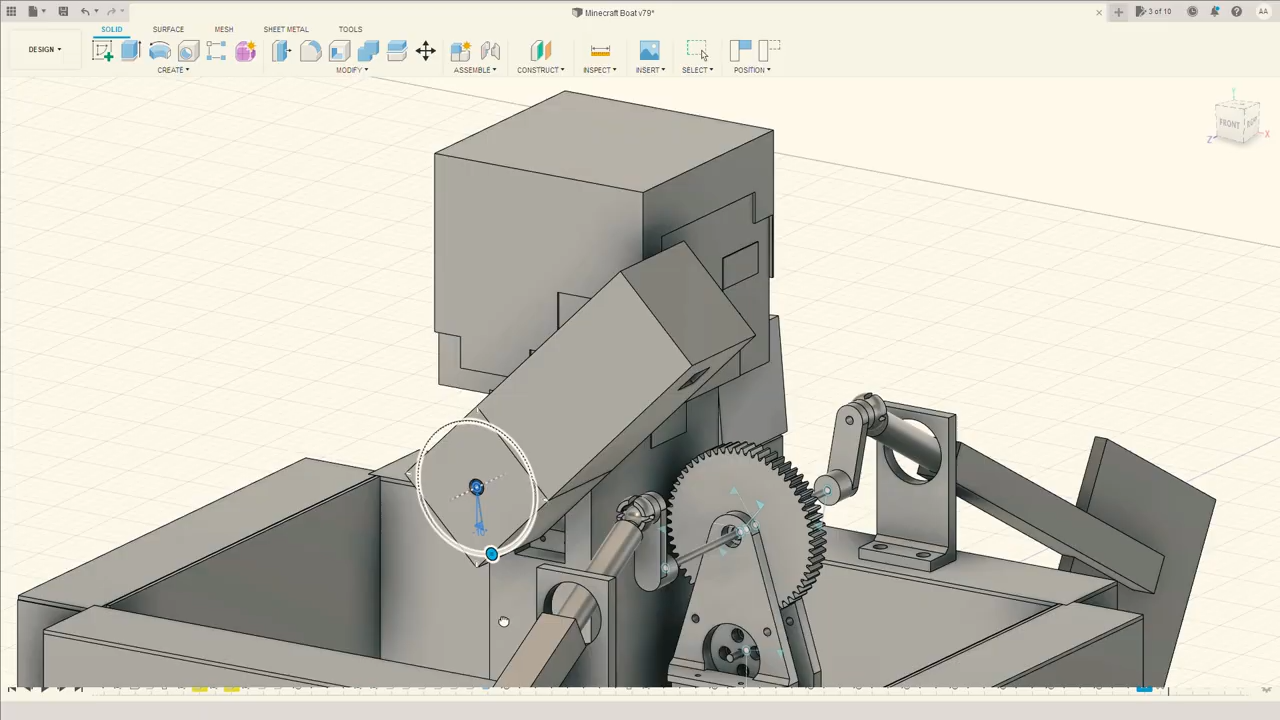 Minecraft Boat v79*
3 of 10
AA
SOLID
SURFACE
MESH
SHEET METAL
TOOLS
DESIGN
CREATE
MODIFY
ASSEMBLE
CONSTRUCT
INSPECT
INSERT
SELECT
POSITION
Y
FRONT
Z
X